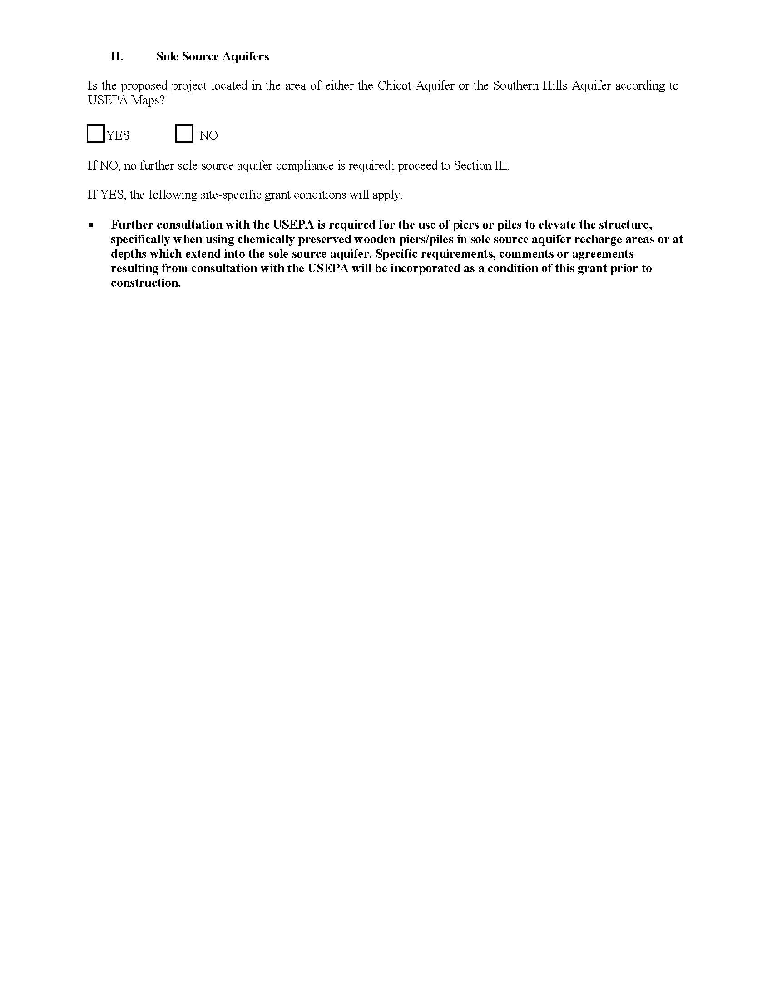 II. Sole Source Aquifers
Is the proposed project located in the area of either the Chicot Aquifer or the Southern Hills Aquifer according to
USEPA Maps?
YES NO
If NO, no further sole source aquifer compliance is required; proceed to Section III.
If YES, the following site-specific grant conditions will apply.
• Further consultation with the USEPA is required for the use of piers or piles to elevate the structure,
specifically when using chemically preserved wooden piers/piles in sole source aquifer recharge areas or at
depths which extend into the sole source aquifer. Specific requirements, comments or agreements
resulting from consultation with the USEPA will be incorporated as a condition of this grant prior to
construction.